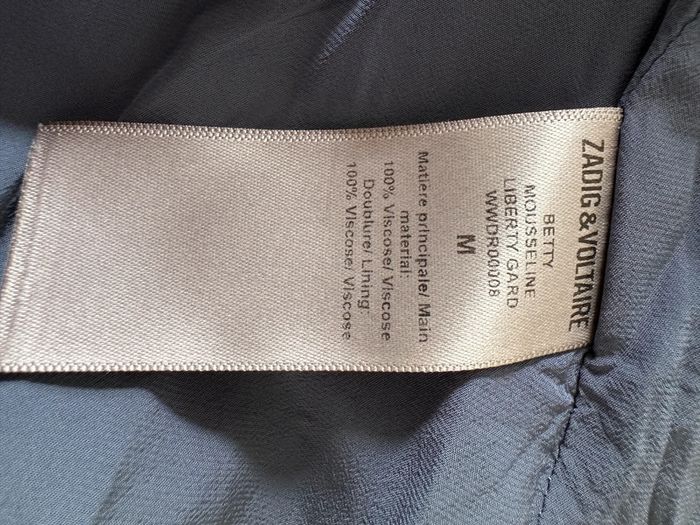 ZADIG & VOLTAIRE
BETTY
MOUSSELINE
LIBERTY GARD
WWDR00008
M
Matiere principale/ Main
material:
100% Viscose/ Viscose
Doublure/ Lining
100% Viscose/ Viscose